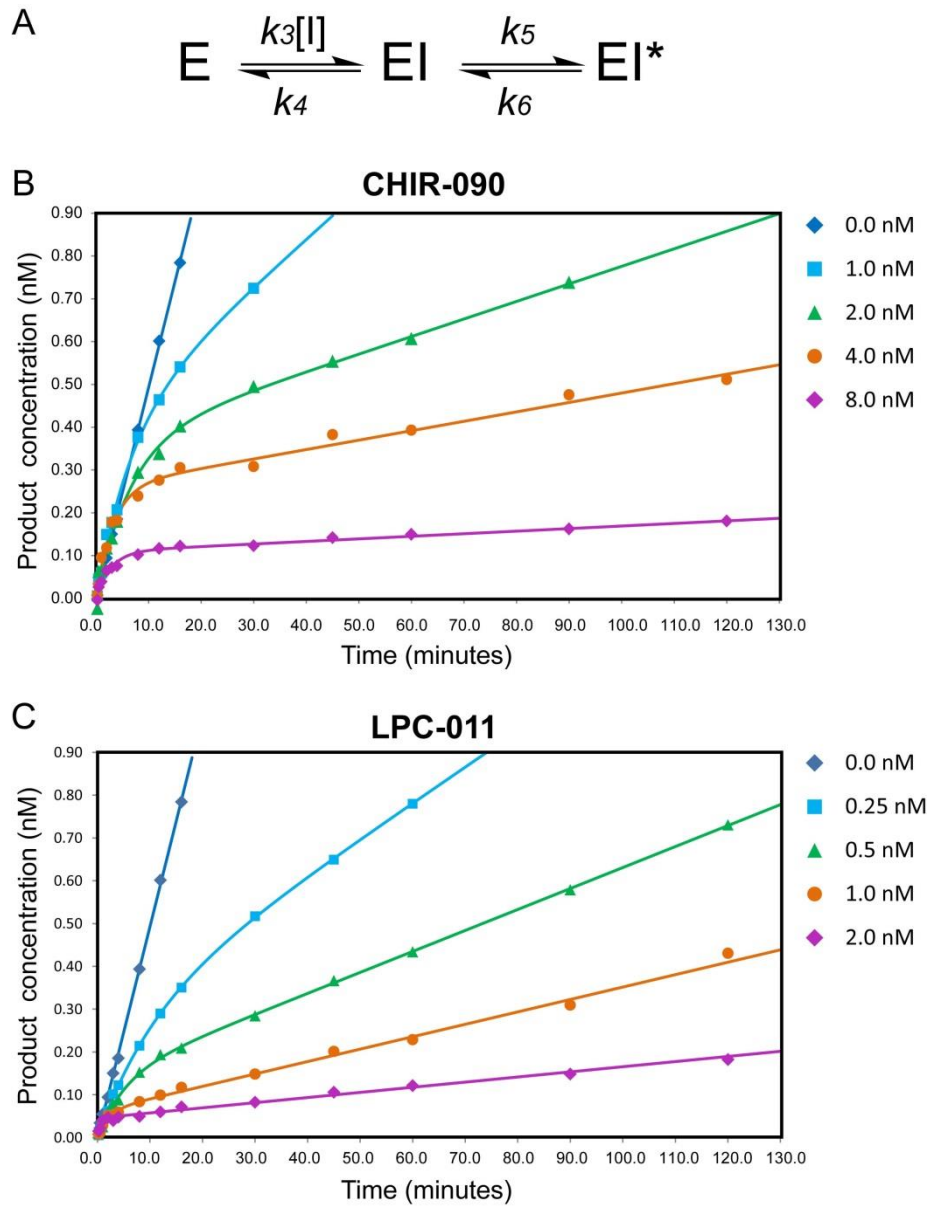 A
k3[I] k5
E EI EI*
k4 k6
B
CHIR-090
Product concentration (nM)
0.90
0.80
0.70
0.60
0.50
0.40
0.30
0.20
0.10
0.00
0.0 10.0 20.0 30.0 40.0 50.0 60.0 70.0 80.0 90.0 100.0 110.0 120.0 130.0
Time (minutes)
0.0 nM
1.0 nM
2.0 nM
4.0 nM
8.0 nM
C
LPC-011
Product concentration (nM)
0.90
0.80
0.70
0.60
0.50
0.40
0.30
0.20
0.10
0.00
0.0 10.0 20.0 30.0 40.0 50.0 60.0 70.0 80.0 90.0 100.0 110.0 120.0 130.0
Time (minutes)
0.0 nM
0.25 nM
0.5 nM
1.0 nM
2.0 nM